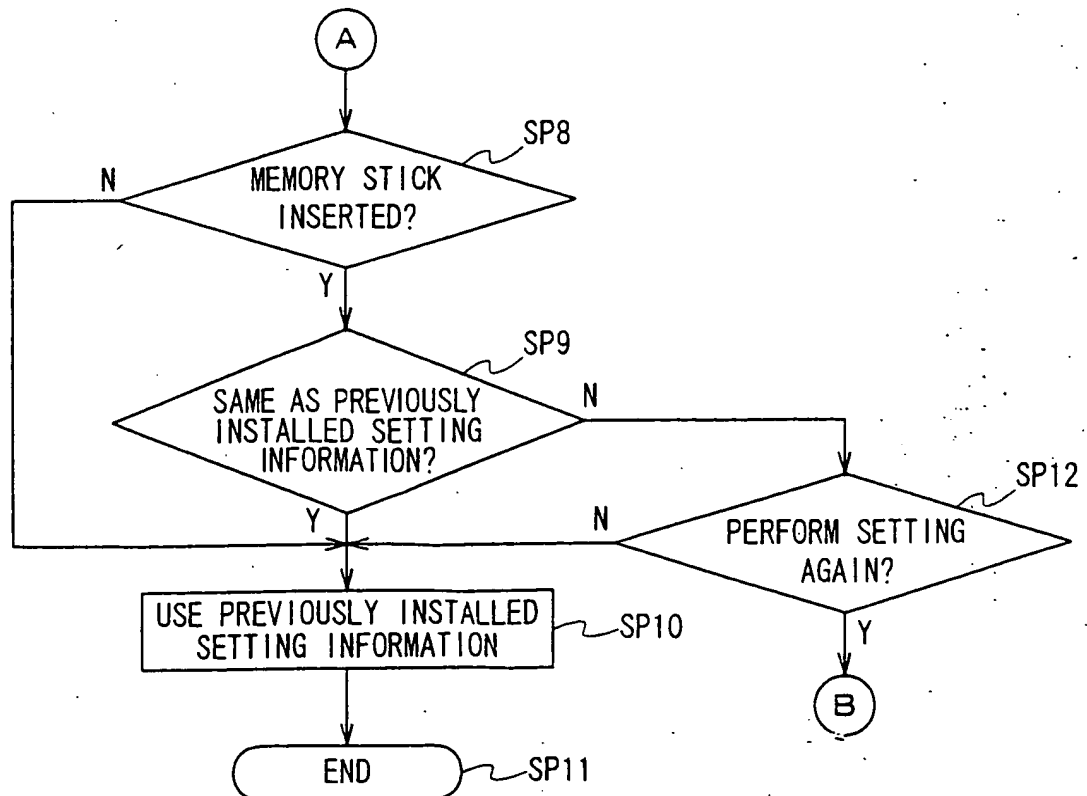 A
SP8
N
MEMORY STICK
INSERTED?
Y
SP9
SAME AS PREVIOUSLY
INSTALLED SETTING
INFORMATION?
N
Y
SP12
N
PERFORM SETTING
AGAIN?
USE PREVIOUSLY INSTALLED
SETTING INFORMATION
SP10
Y
B
END
SP11